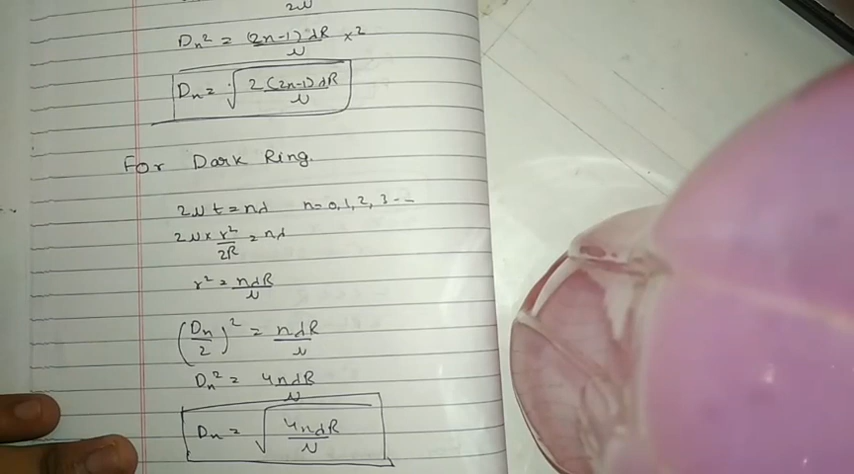 2μ
Dn² = (2n-1)λR/μ ×2
Dn = √(2(2n-1)λR/μ)
For Dark Ring.
2μt = nλ n=0,1,2,3--
2μ× r²/2R = nλ
r² = nλR/μ
(Dn/2)² = nλR/μ
Dn² = 4nλR/μ
Dn = √(4nλR/μ)